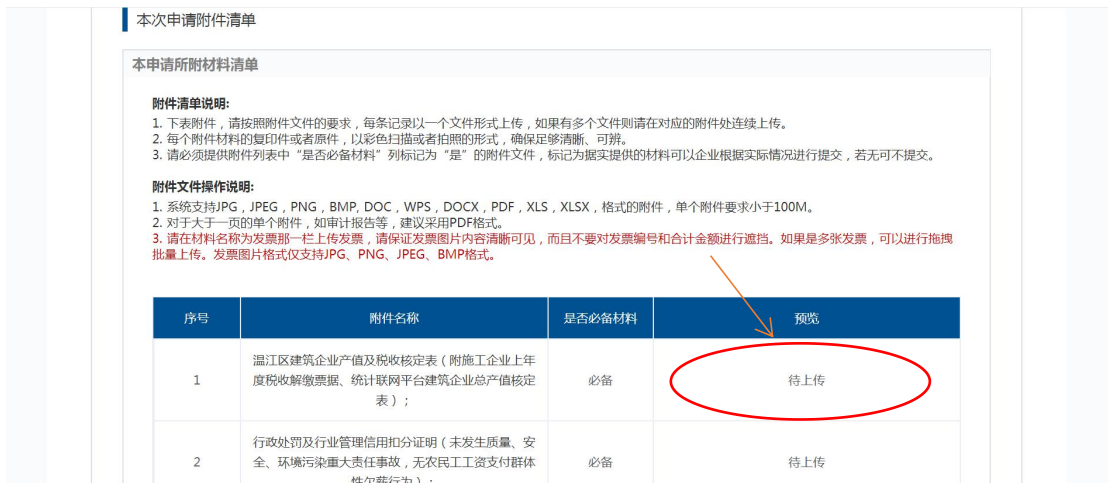 本次申请附件清单
本申请所附材料清单
附件清单说明:
1. 下表附件，请按照附件文件的要求，每条记录以一个文件形式上传，如果有多个文件则请在对应的附件处连续上传。
2. 每个附件材料的复印件或者原件，以彩色扫描或者拍照的形式，确保足够清晰、可辨。
3. 请必须提供附件列表中“是否必备材料”列标记为“是”的附件文件，标记为据实提供的材料可以企业根据实际情况进行提交，若无可不提交。
附件文件操作说明:
1. 系统支持JPG，JPEG，PNG，BMP, DOC，WPS，DOCX，PDF，XLS，XLSX，格式的附件，单个附件要求小于100M。
2. 对于大于一页的单个附件，如审计报告等，建议采用PDF格式。
3. 请在材料名称为发票那一栏上传发票，请保证发票图片内容清晰可见，而且不要对发票编号和合计金额进行遮挡。如果是多张发票，可以进行拖拽
批量上传。发票图片格式仅支持JPG、PNG、JPEG、BMP格式。
序号 附件名称 是否必备材料 预览
温江区建筑企业产值及税收核定表（附施工企业上年
1 度税收解缴票据、统计联网平台建筑企业总产值核定 必备 待上传
表）;
行政处罚及行业管理信用扣分证明（未发生质量、安
2 全、环境污染重大责任事故，无农民工工资支付群体 必备 待上传
性欠薪行为）;